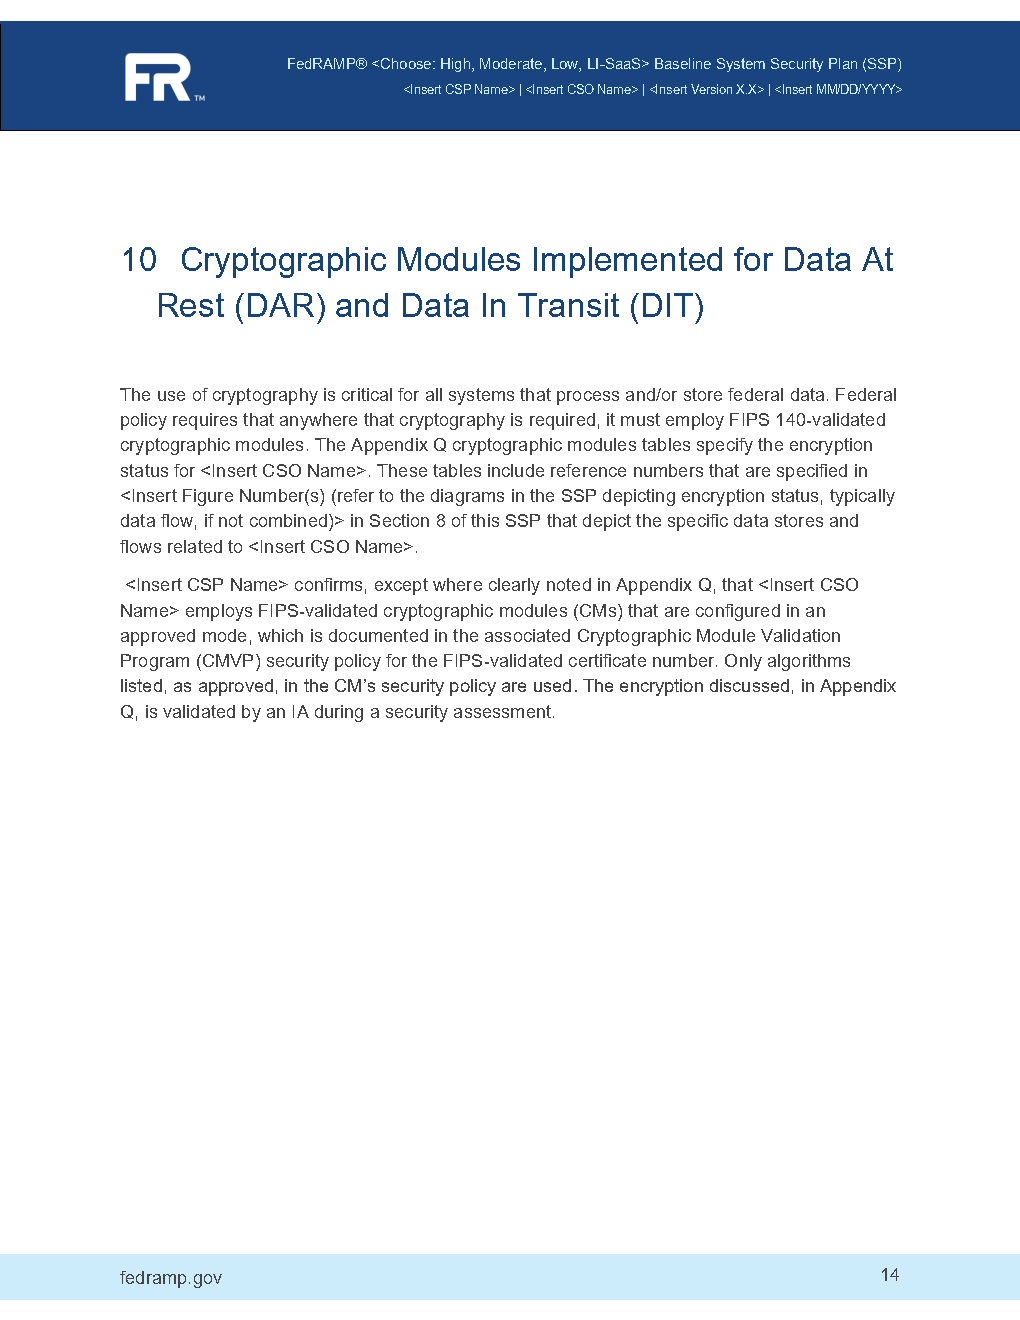 FR™
FedRAMP® <Choose: High, Moderate, Low, LI-SaaS> Baseline System Security Plan (SSP)
<Insert CSP Name> | <Insert CSO Name> | <Insert Version X.X> | <Insert MM/DD/YYYY>
10 Cryptographic Modules Implemented for Data At
Rest (DAR) and Data In Transit (DIT)
The use of cryptography is critical for all systems that process and/or store federal data. Federal
policy requires that anywhere that cryptography is required, it must employ FIPS 140-validated
cryptographic modules. The Appendix Q cryptographic modules tables specify the encryption
status for <Insert CSO Name>. These tables include reference numbers that are specified in
<Insert Figure Number(s) (refer to the diagrams in the SSP depicting encryption status, typically
data flow, if not combined)> in Section 8 of this SSP that depict the specific data stores and
flows related to <Insert CSO Name>.
<Insert CSP Name> confirms, except where clearly noted in Appendix Q, that <Insert CSO
Name> employs FIPS-validated cryptographic modules (CMs) that are configured in an
approved mode, which is documented in the associated Cryptographic Module Validation
Program (CMVP) security policy for the FIPS-validated certificate number. Only algorithms
listed, as approved, in the CM’s security policy are used. The encryption discussed, in Appendix
Q, is validated by an IA during a security assessment.
fedramp.gov
14